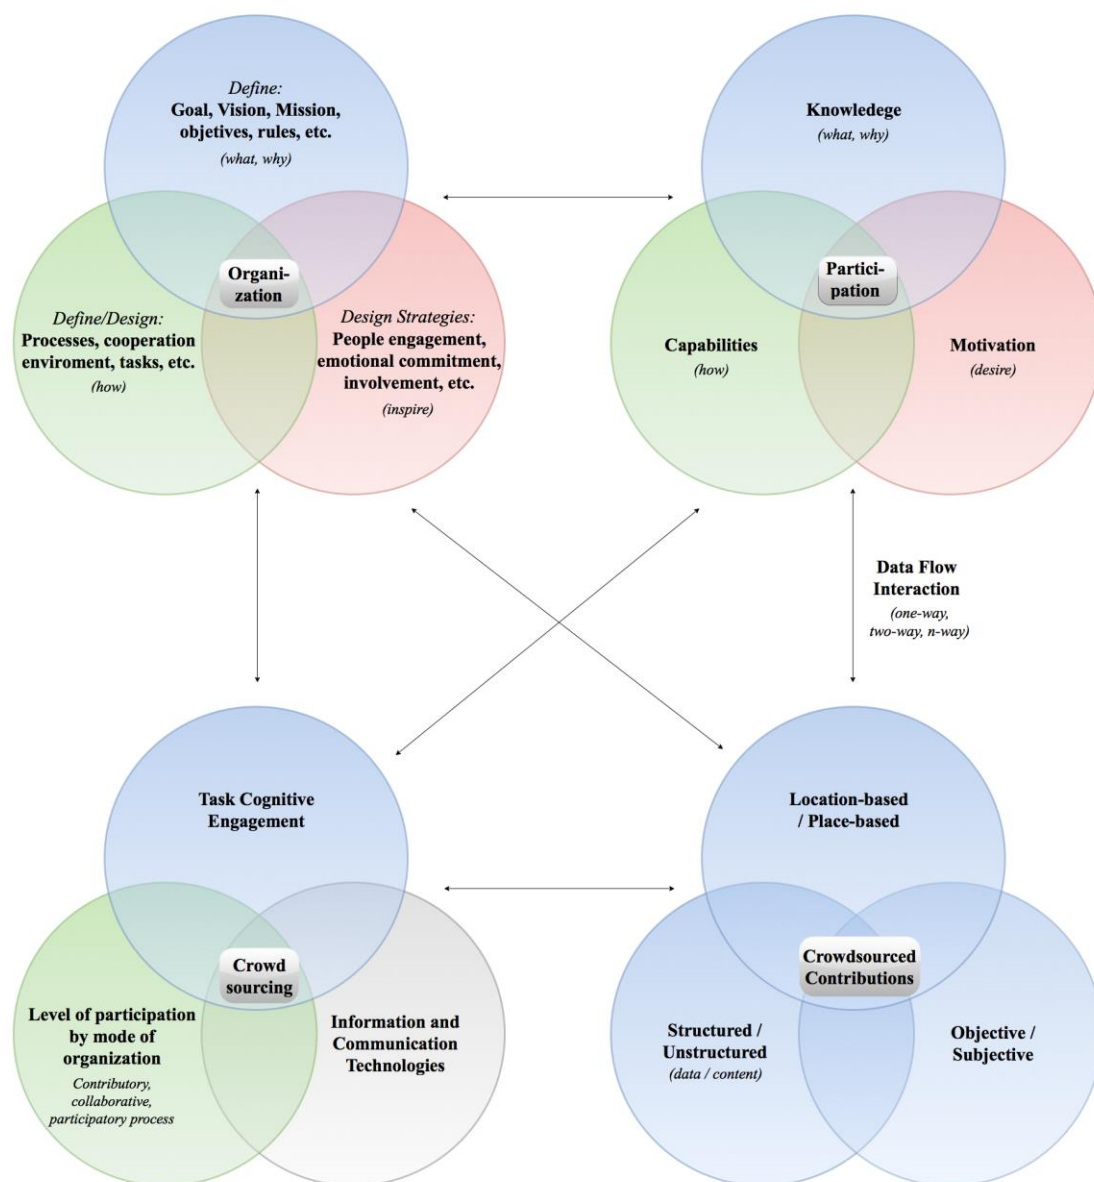 Define:
Goal, Vision, Mission,
objetives, rules, etc.
(what, why)
Organi-
zation
Define/Design:
Processes, cooperation
enviroment, tasks, etc.
(how)
Design Strategies:
People engagement,
emotional commitment,
involvement, etc.
(inspire)
Knowledege
(what, why)
Partici-
pation
Capabilities
(how)
Motivation
(desire)
Data Flow
Interaction
(one-way,
two-way, n-way)
Task Cognitive
Engagement
Crowd
sourcing
Level of participation
by mode of
organization
Contributory,
collaborative,
participatory process
Information and
Communication
Technologies
Location-based
/ Place-based
Crowdsourced
Contributions
Structured /
Unstructured
(data / content)
Objective /
Subjective